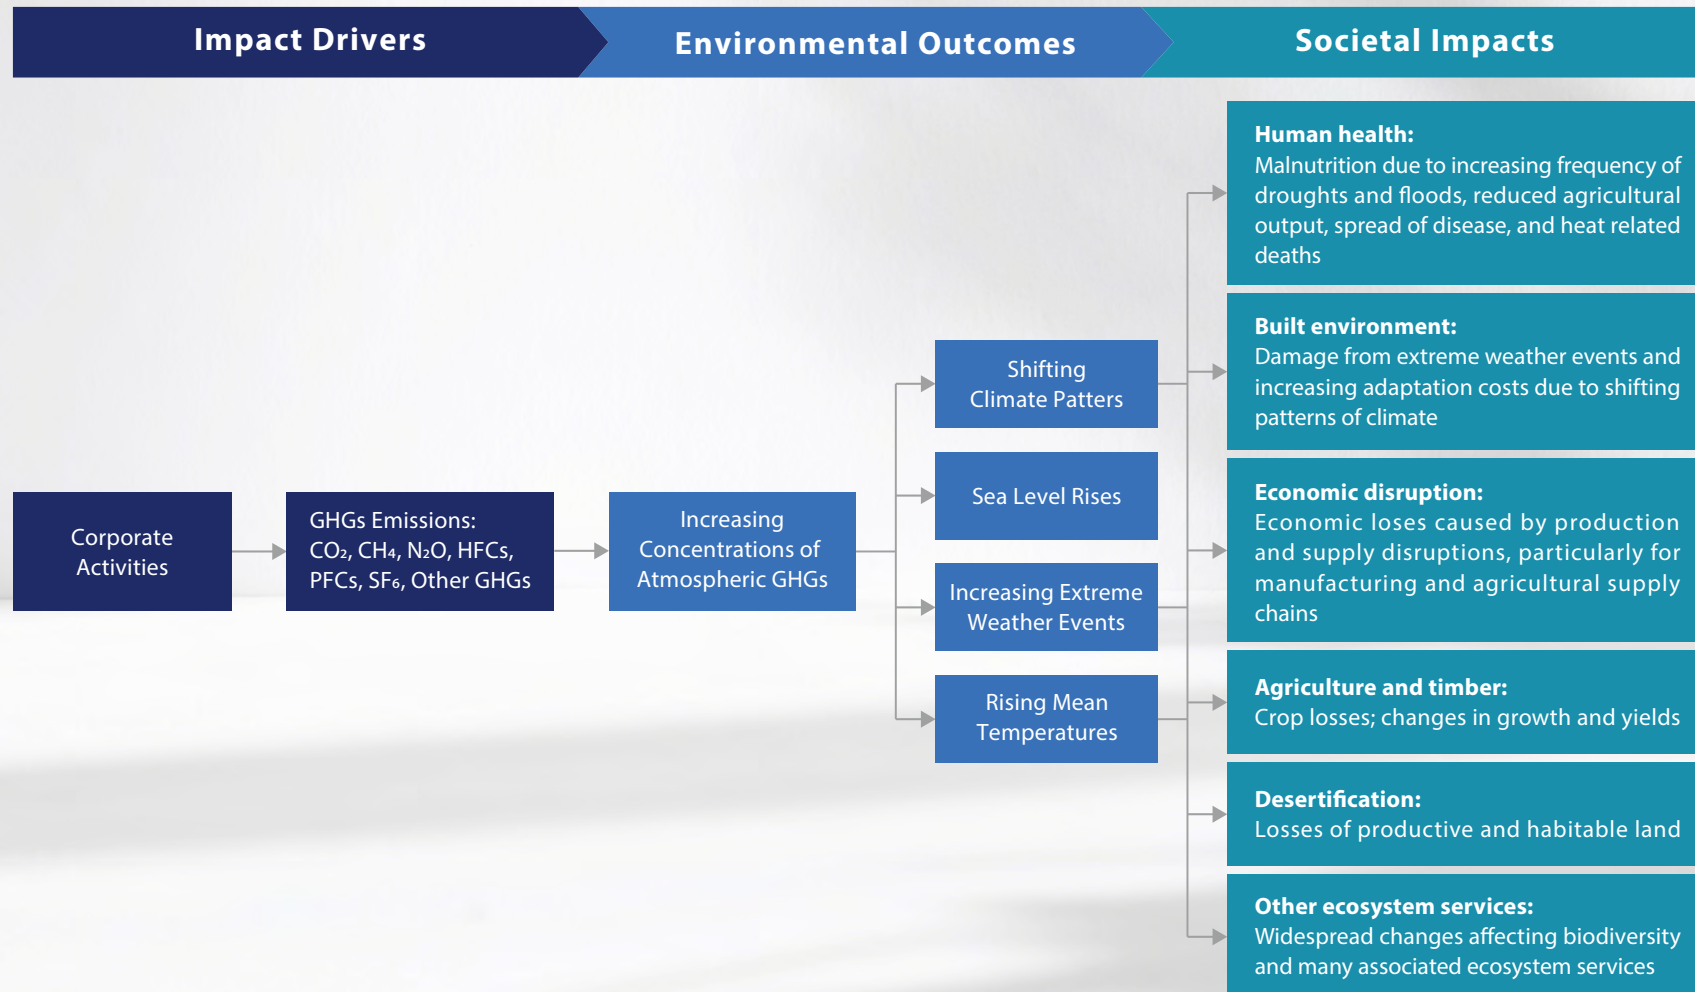 Impact Drivers
Environmental Outcomes
Societal Impacts
Corporate
Activities
GHGs Emissions:
CO₂, CH₄, N₂O, HFCs,
PFCs, SF₆, Other GHGs
Increasing
Concentrations of
Atmospheric GHGs
Shifting
Climate Patters
Sea Level Rises
Increasing Extreme
Weather Events
Rising Mean
Temperatures
Human health:
Malnutrition due to increasing frequency of
droughts and floods, reduced agricultural
output, spread of disease, and heat related
deaths
Built environment:
Damage from extreme weather events and
increasing adaptation costs due to shifting
patterns of climate
Economic disruption:
Economic loses caused by production
and supply disruptions, particularly for
manufacturing and agricultural supply
chains
Agriculture and timber:
Crop losses; changes in growth and yields
Desertification:
Losses of productive and habitable land
Other ecosystem services:
Widespread changes affecting biodiversity
and many associated ecosystem services